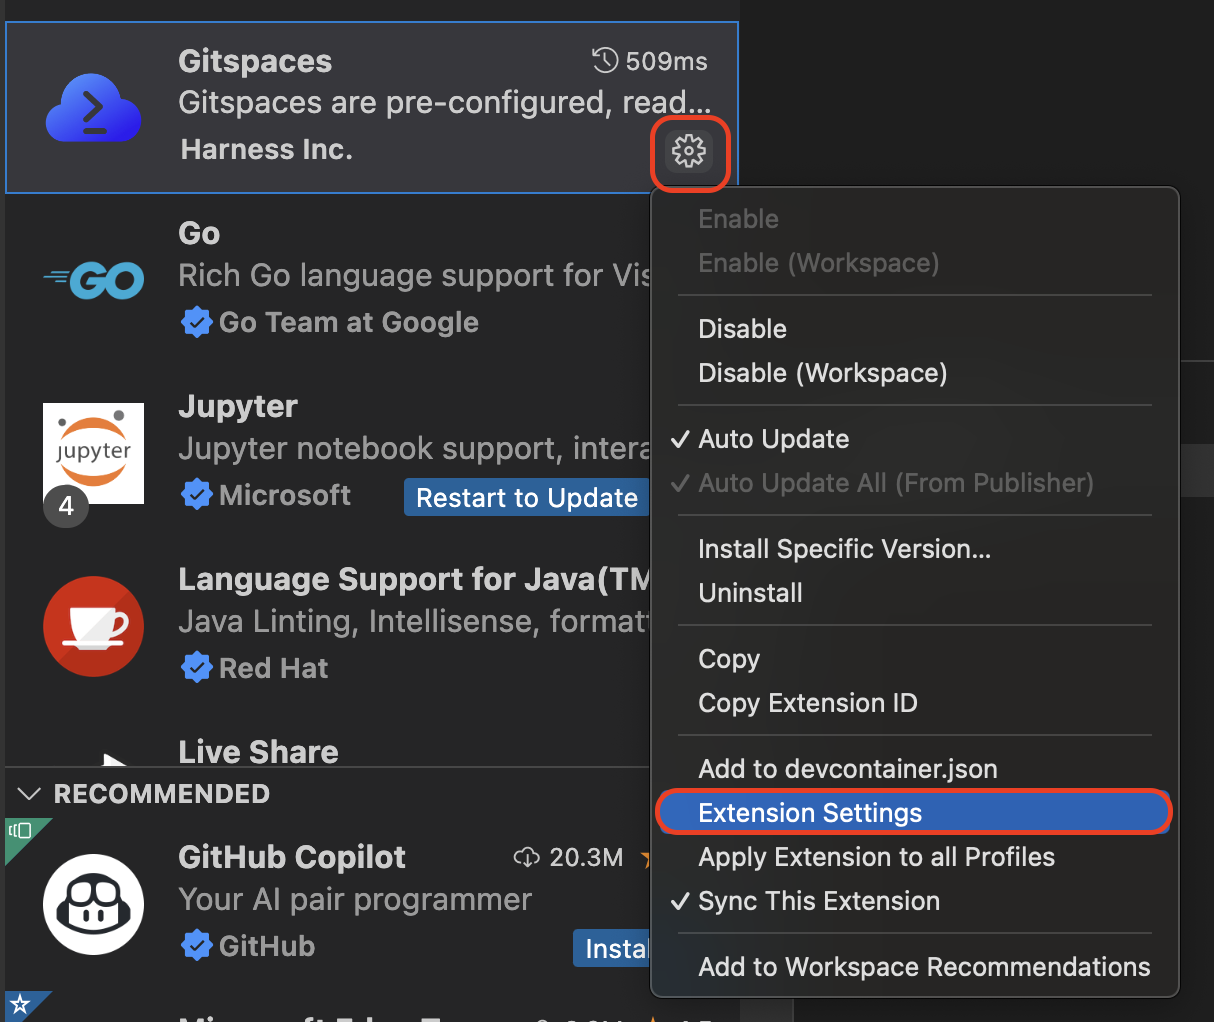 Gitspaces
509ms
Gitspaces are pre-configured, read...
Harness Inc.
Go
Rich Go language support for Vis
Go Team at Google
GO
Jupyter
Jupyter notebook support, intera
Microsoft
Restart to Update
jupyter
4
Language Support for Java(TM
Java Linting, Intellisense, format
Red Hat
Live Share
RECOMMENDED
GitHub Copilot
20.3M
Your AI pair programmer
GitHub
Instal
Enable
Enable (Workspace)
Disable
Disable (Workspace)
✓ Auto Update
✓ Auto Update All (From Publisher)
Install Specific Version...
Uninstall
Copy
Copy Extension ID
Add to devcontainer.json
Extension Settings
Apply Extension to all Profiles
✓ Sync This Extension
Add to Workspace Recommendations